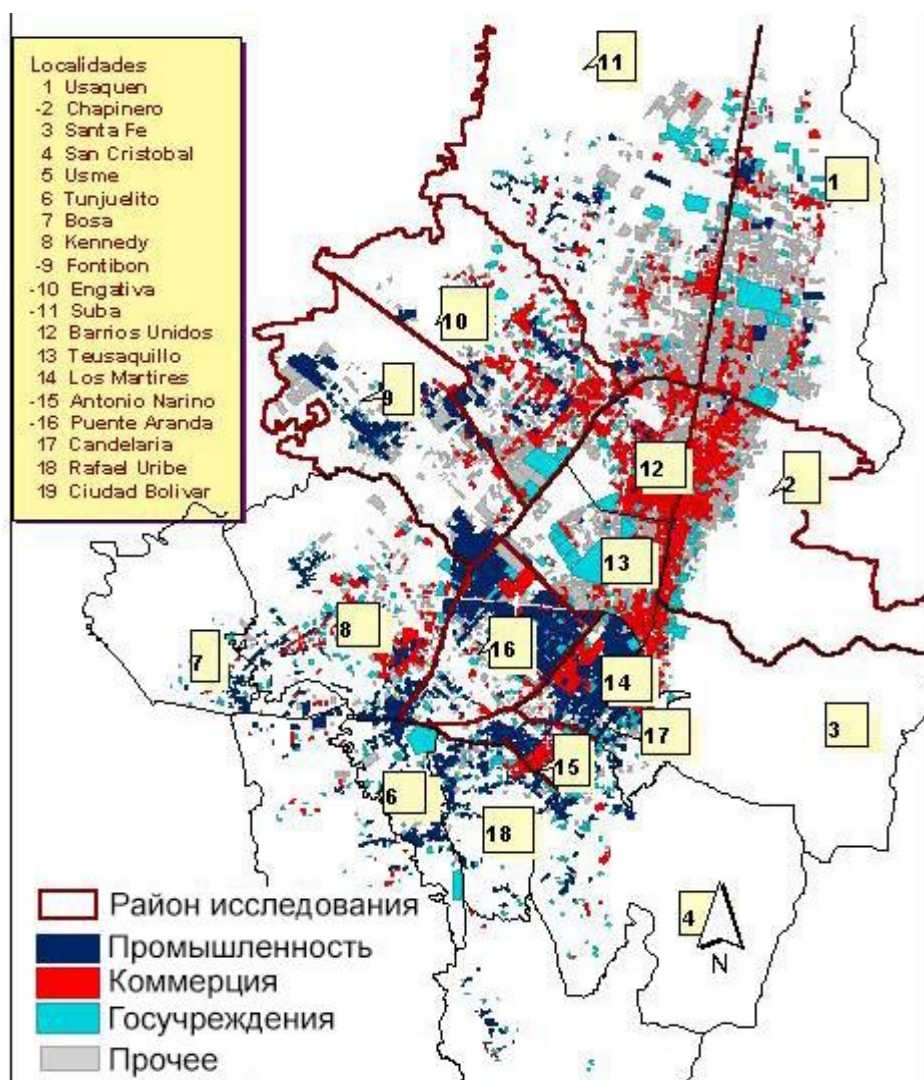 Localidades
1 Usaquen
-2 Chapinero
3 Santa Fe
4 San Cristobal
5 Usme
6 Tunjuelito
7 Bosa
8 Kennedy
-9 Fontibon
-10 Engativa
-11 Suba
12 Barrios Unidos
13 Teusaquillo
14 Los Martires
-15 Antonio Narino
-16 Puente Aranda
17 Candelaria
18 Rafael Uribe
19 Ciudad Bolivar
11
1
10
9
12
2
13
8
16
7
14
3
17
15
6
18
4
N
Район исследования
Промышленность
Коммерция
Госучреждения
Прочее